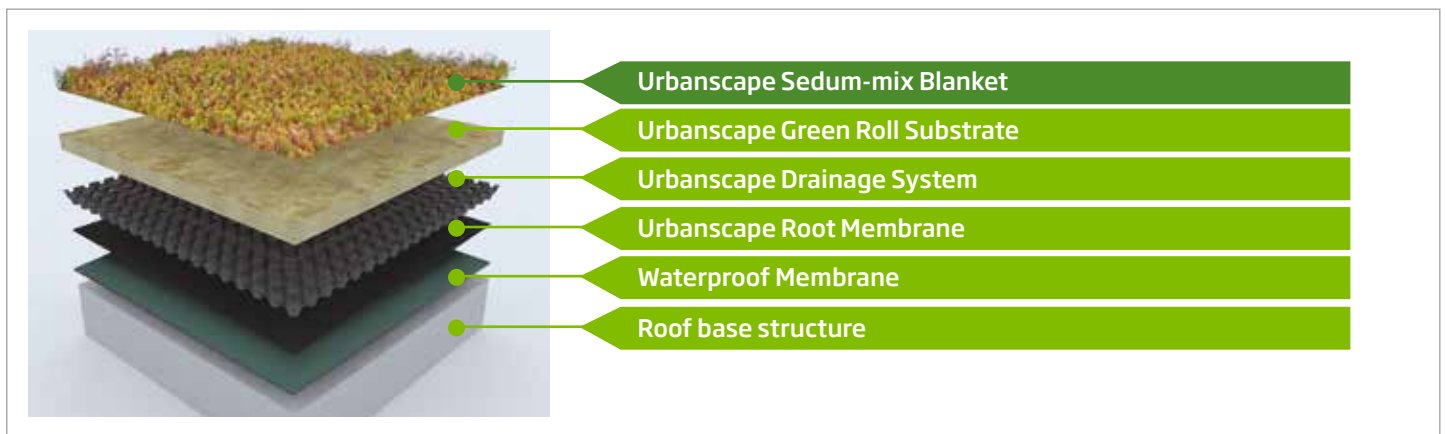 Urbanscape Sedum-mix Blanket
Urbanscape Green Roll Substrate
Urbanscape Drainage System
Urbanscape Root Membrane
Waterproof Membrane
Roof base structure